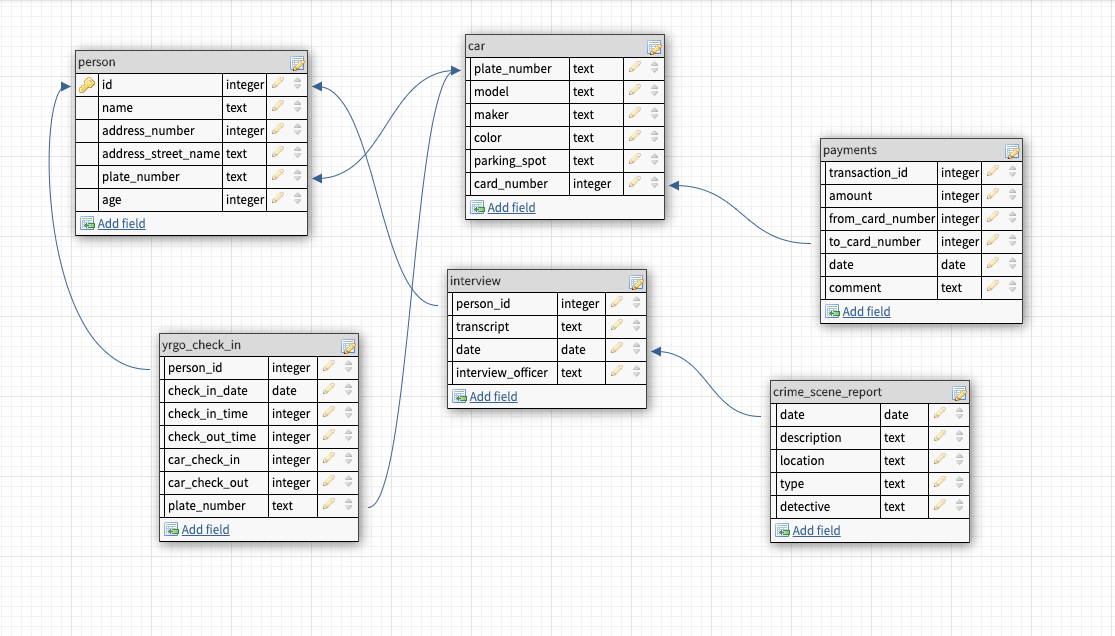 person
id integer
name text
address_number integer
address_street_name text
plate_number text
age integer
Add field
car
plate_number text
model text
maker text
color text
parking_spot text
card_number integer
Add field
payments
transaction_id integer
amount integer
from_card_number integer
to_card_number integer
date date
comment text
Add field
interview
person_id integer
transcript text
date date
interview_officer text
Add field
yrgo_check_in
person_id integer
check_in_date date
check_in_time integer
check_out_time integer
car_check_in integer
car_check_out integer
plate_number text
Add field
crime_scene_report
date date
description text
location text
type text
detective text
Add field